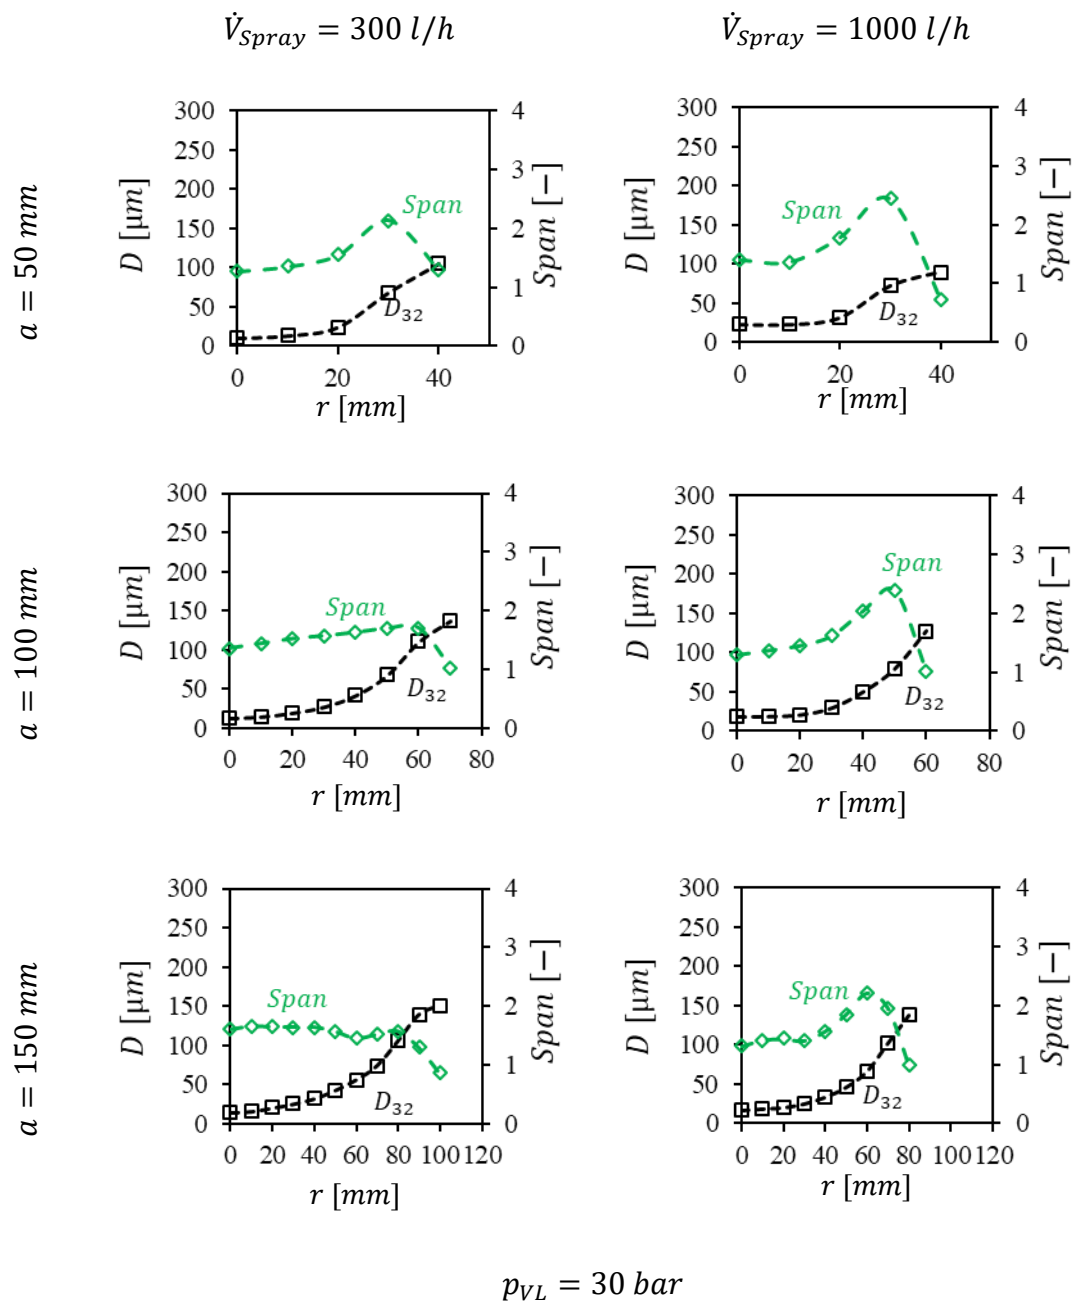 V̇_Spray = 300 l/h
V̇_Spray = 1000 l/h
a = 50 mm
D [µm]
300
250
200
150
100
50
0
Span
D₃₂
4
3
2
1
0
Span [−]
0 20 40
r [mm]
D [µm]
300
250
200
150
100
50
0
Span
D₃₂
4
3
2
1
0
Span [−]
0 20 40
r [mm]
a = 100 mm
D [µm]
300
250
200
150
100
50
0
Span
D₃₂
4
3
2
1
0
Span [−]
0 20 40 60 80
r [mm]
D [µm]
300
250
200
150
100
50
0
Span
D₃₂
4
3
2
1
0
Span [−]
0 20 40 60 80
r [mm]
a = 150 mm
D [µm]
300
250
200
150
100
50
0
Span
D₃₂
4
3
2
1
0
Span [−]
0 20 40 60 80 100 120
r [mm]
D [µm]
300
250
200
150
100
50
0
Span
D₃₂
4
3
2
1
0
Span [−]
0 20 40 60 80 100 120
r [mm]
p_VL = 30 bar